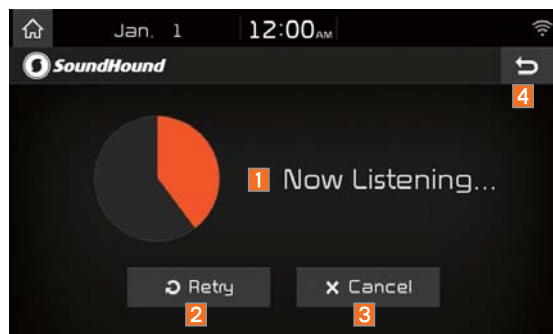 Jan. 1 12:00AM
SoundHound
4
1 Now Listening...
Retry Cancel
2 3